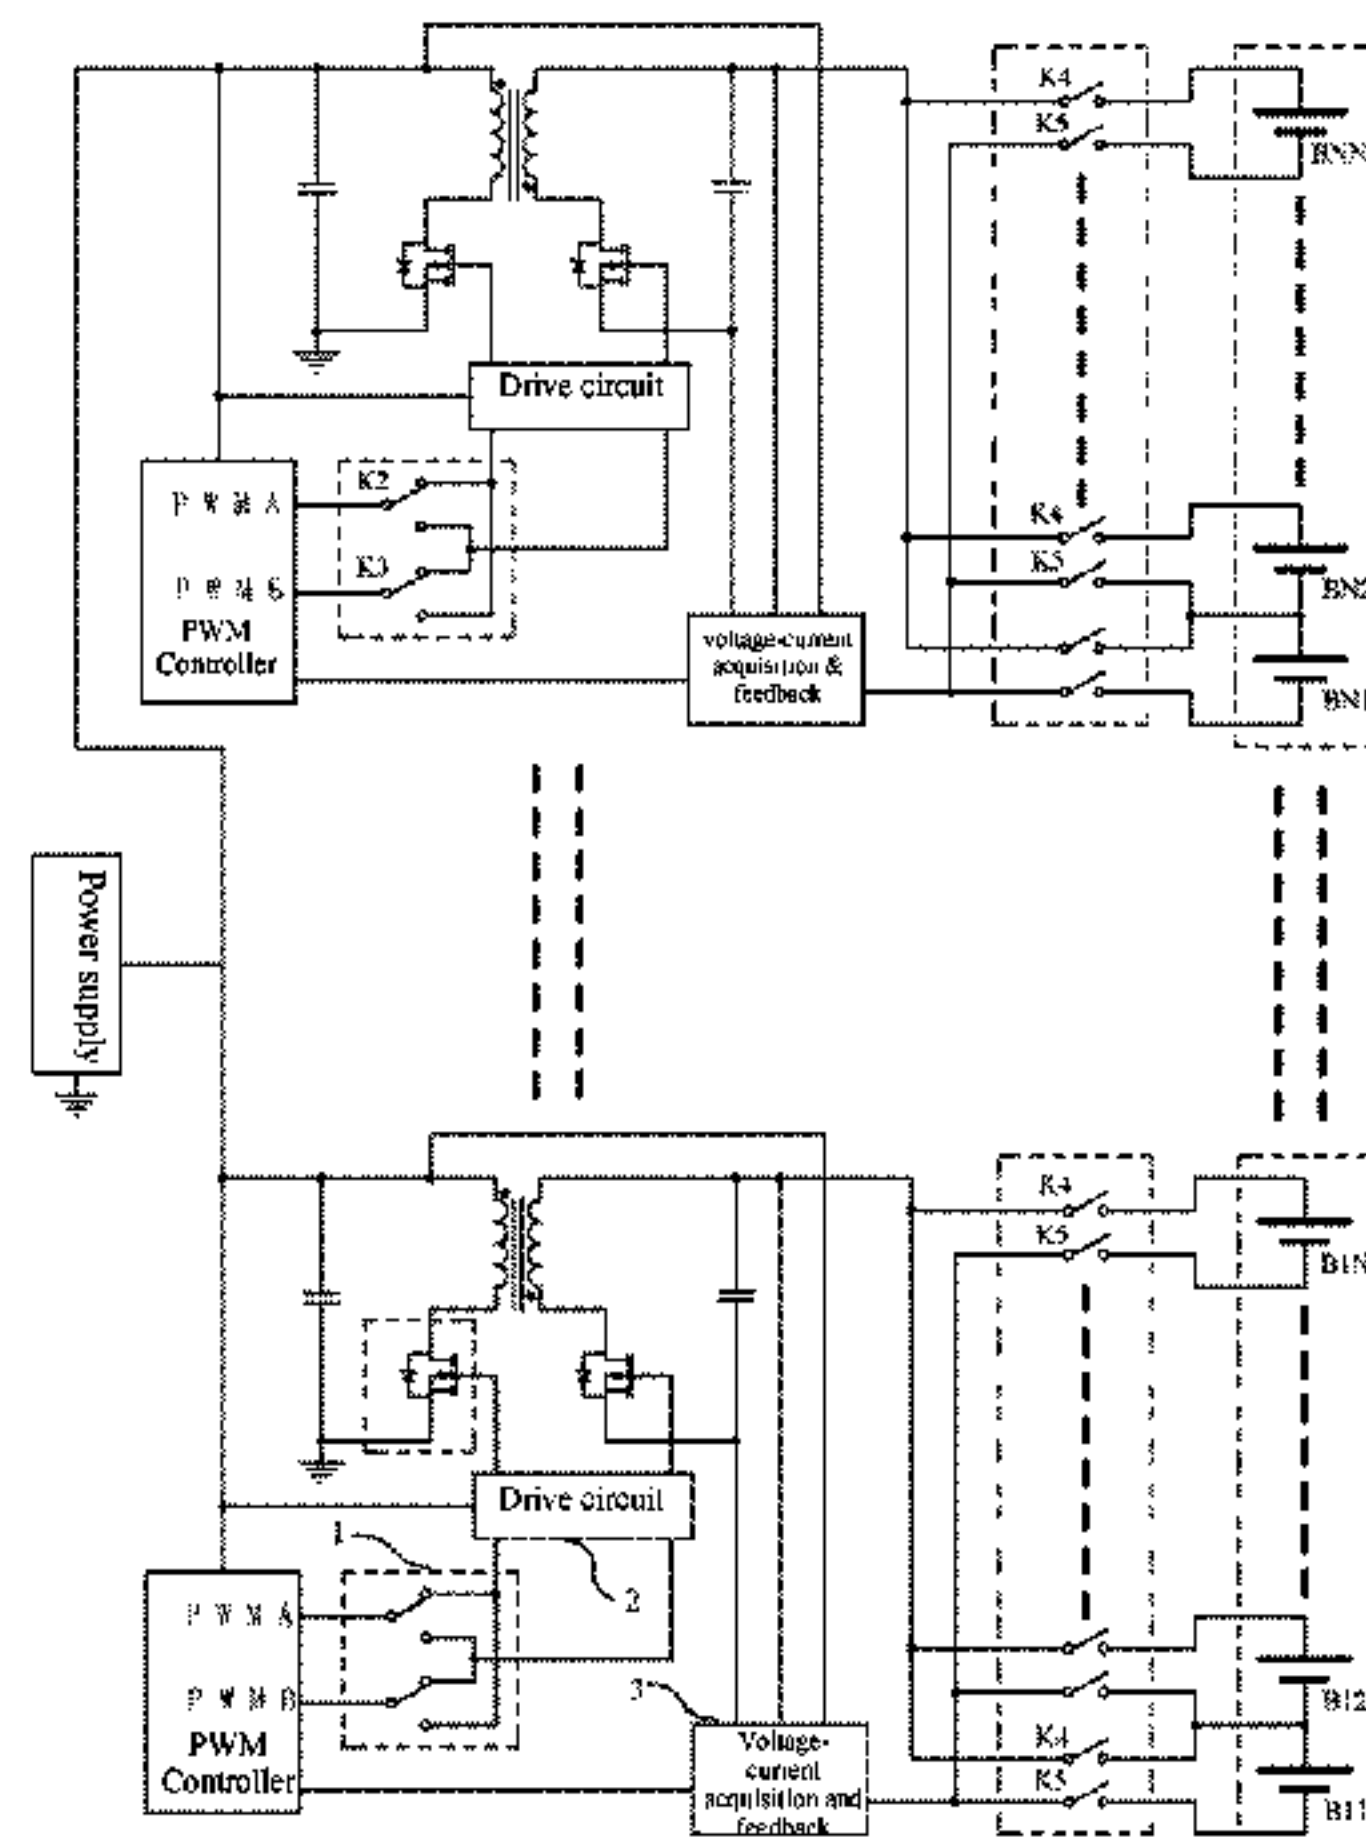 K4
K5
BNN
Drive circuit
K2
P W M A
K3
P W M B
PWM
Controller
voltage-current
acquisition &
feedback
K4
K5
BN2
BN1
Power supply
K4
K5
B1N
Drive circuit
1
2
P W M A
P W M B
PWM
Controller
3
Voltage-
current
acquisition and
feedback
B12
K4
K5
B11